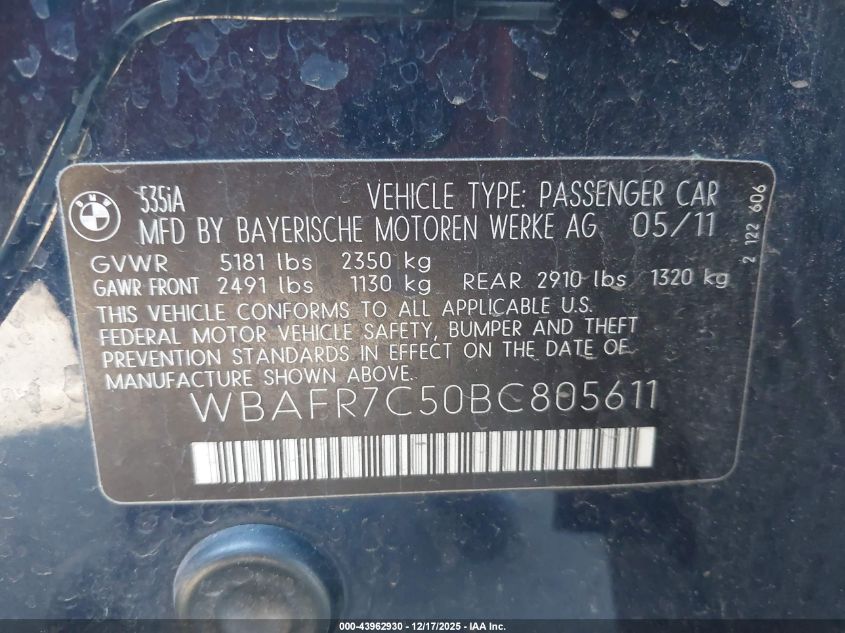 BMW
535iA VEHICLE TYPE: PASSENGER CAR
MFD BY BAYERISCHE MOTOREN WERKE AG 05/11
GVWR 5181 lbs 2350 kg
GAWR FRONT 2491 lbs 1130 kg REAR 2910 lbs 1320 kg
THIS VEHICLE CONFORMS TO ALL APPLICABLE U.S.
FEDERAL MOTOR VEHICLE SAFETY, BUMPER AND THEFT
PREVENTION STANDARDS IN EFFECT ON THE DATE OF
MANUFACTURE SHOWN ABOVE.
WBAFR7C50BC805611
2 122 606
000-43962930 - 12/17/2025 - IAA Inc.